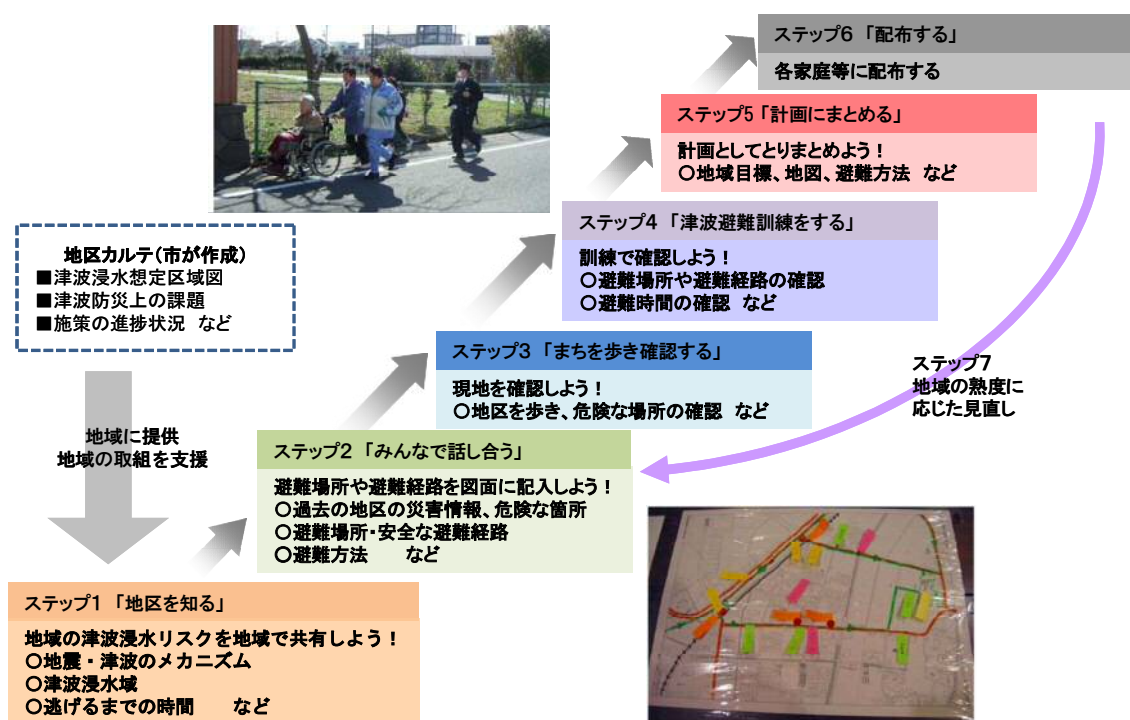 ステップ6 「配布する」
各家庭等に配布する
ステップ5 「計画にまとめる」
計画としてとりまとめよう！
〇地域目標、地図、避難方法 など
ステップ4 「津波避難訓練をする」
訓練で確認しよう！
〇避難場所や避難経路の確認
〇避難時間の確認 など
地区カルテ（市が作成）
■津波浸水想定区域図
■津波防災上の課題
■施策の進捗状況 など
ステップ3 「まちを歩き確認する」
現地を確認しよう！
〇地区を歩き、危険な場所の確認 など
ステップ7
地域の熟度に
応じた見直し
地域に提供
地域の取組を支援
ステップ2 「みんなで話し合う」
避難場所や避難経路を図面に記入しよう！
〇過去の地区の災害情報、危険な箇所
〇避難場所・安全な避難経路
〇避難方法 など
ステップ1 「地区を知る」
地域の津波浸水リスクを地域で共有しよう！
〇地震・津波のメカニズム
〇津波浸水域
〇逃げるまでの時間 など